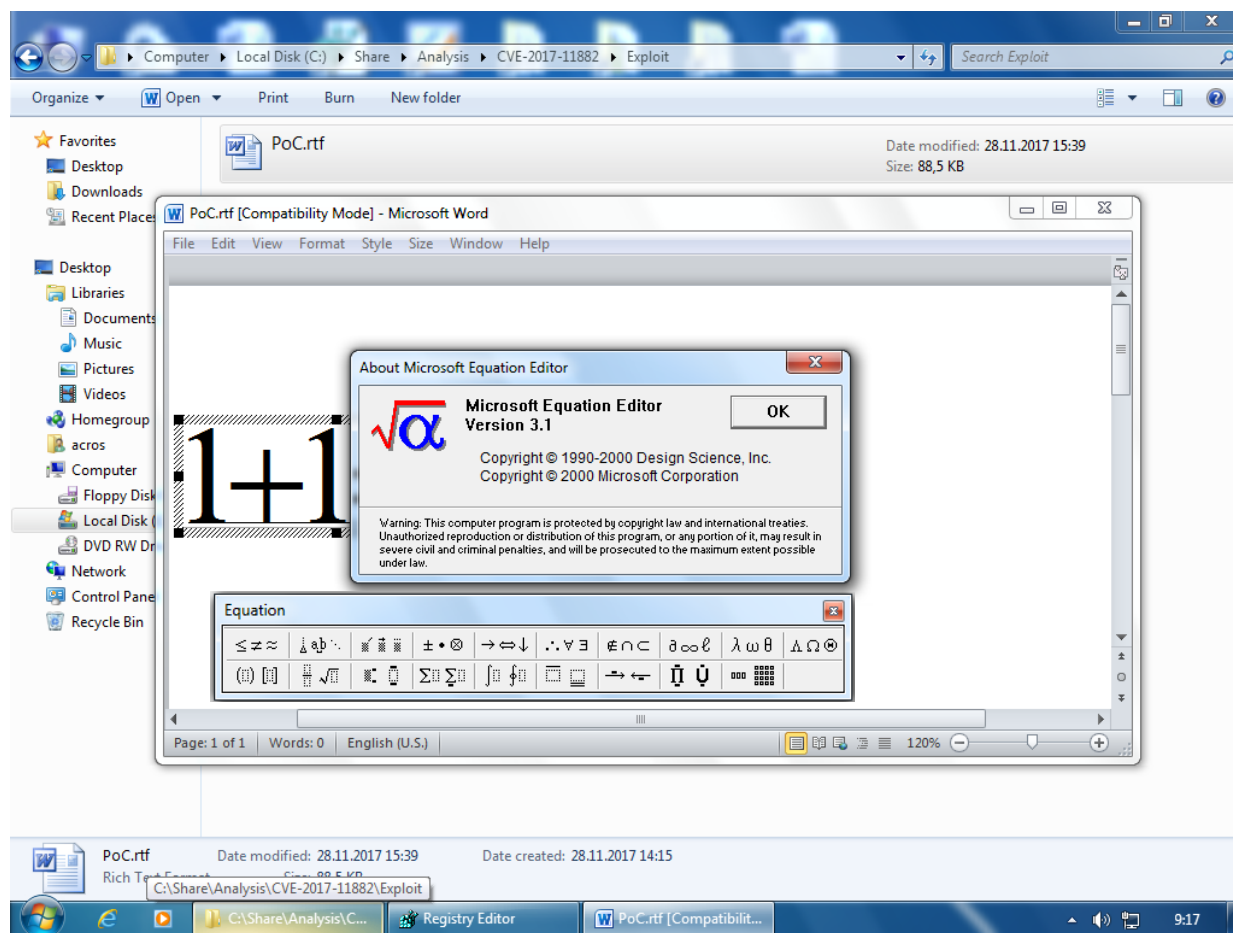 Computer ▸ Local Disk (C:) ▸ Share ▸ Analysis ▸ CVE-2017-11882 ▸ Exploit
Search Exploit
Organize Open Print Burn New folder
Favorites
Desktop
Downloads
Recent Places
Desktop
Libraries
Documents
Music
Pictures
Videos
Homegroup
acros
Computer
Floppy Disk
Local Disk (
DVD RW Dr
Network
Control Pane
Recycle Bin
PoC.rtf
Date modified: 28.11.2017 15:39
Size: 88,5 KB
PoC.rtf [Compatibility Mode] - Microsoft Word
File Edit View Format Style Size Window Help
1+1
About Microsoft Equation Editor
√α
Microsoft Equation Editor
Version 3.1
OK
Copyright © 1990-2000 Design Science, Inc.
Copyright © 2000 Microsoft Corporation
Warning: This computer program is protected by copyright law and international treaties.
Unauthorized reproduction or distribution of this program, or any portion of it, may result in
severe civil and criminal penalties, and will be prosecuted to the maximum extent possible
under law.
Equation
≤≠≈ ±•⊗ →⇔↓ ∴∀∃ ∉∩⊂ ∂∞ℓ λωθ ΛΩ⊛
Page: 1 of 1 Words: 0 English (U.S.) 120%
PoC.rtf Date modified: 28.11.2017 15:39 Date created: 28.11.2017 14:15
Rich Text Format Size: 88,5 KB
C:\Share\Analysis\CVE-2017-11882\Exploit
C:\Share\Analysis\C... Registry Editor PoC.rtf [Compatibilit... 9:17